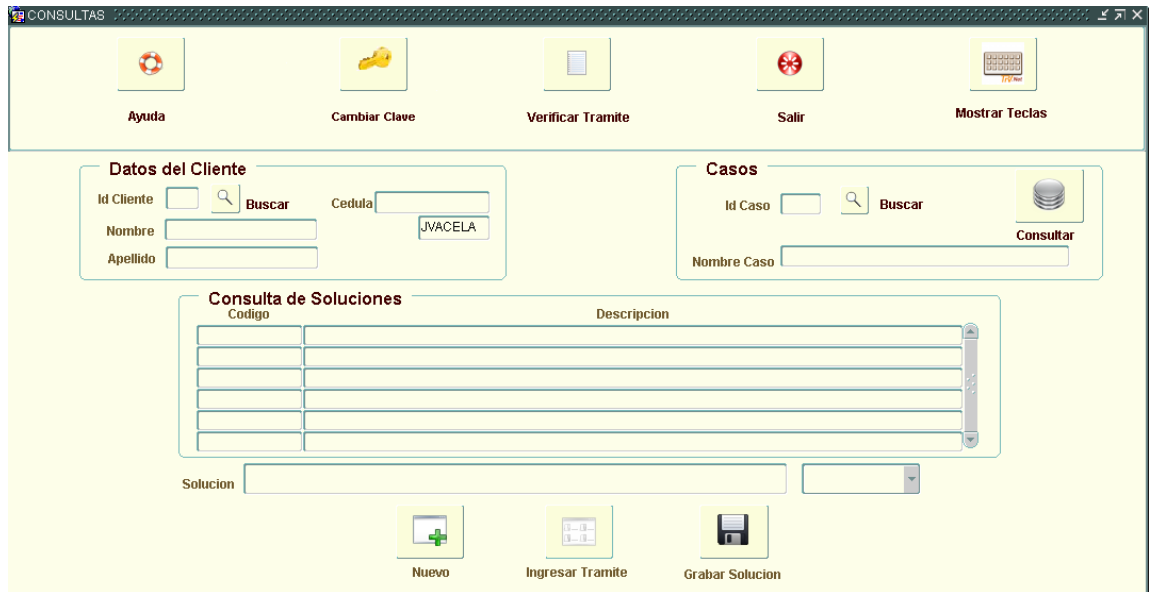 CONSULTAS
Ayuda
Cambiar Clave
Verificar Tramite
Salir
Mostrar Teclas
Datos del Cliente
Id Cliente
Buscar
Cedula
Nombre
JVACELA
Apellido
Casos
Id Caso
Buscar
Consultar
Nombre Caso
Consulta de Soluciones
Codigo
Descripcion
Solucion
Nuevo
Ingresar Tramite
Grabar Solucion